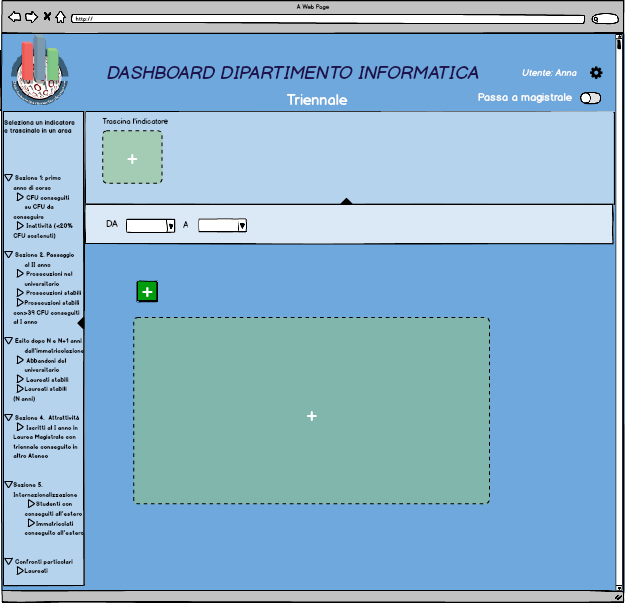 A Web Page
http://
DASHBOARD DIPARTIMENTO INFORMATICA
Utente: Anna
Triennale
Passa a magistrale
Seleziona un indicatore
e trascinalo in un area
Trascina l'indicatore
+
DA
A
+
+
Sezione 1: primo
anno di corso
CFU conseguiti
su CFU da
conseguire
Inattività (<20%
CFU sostenuti)
Sezione 2. Passaggio
al II anno
Prosecuzioni nel
universitario
Prosecuzioni stabili
Prosecuzioni stabili
con>39 CFU conseguiti
al I anno
Esito dopo N e N+1 anni
dall'immatricolazione
Abbandoni del
universitario
Laureati stabili
Laureati stabili
(N anni)
Sezione 4. Attrattività
Iscritti al I anno in
Laurea Magistrale con
triennale conseguito in
altro Ateneo
Sezione 5.
Internazionalizzazione
Studenti con
conseguiti all'estero
Immatricolati
conseguito all'estero
Confronti particolari
Laureati